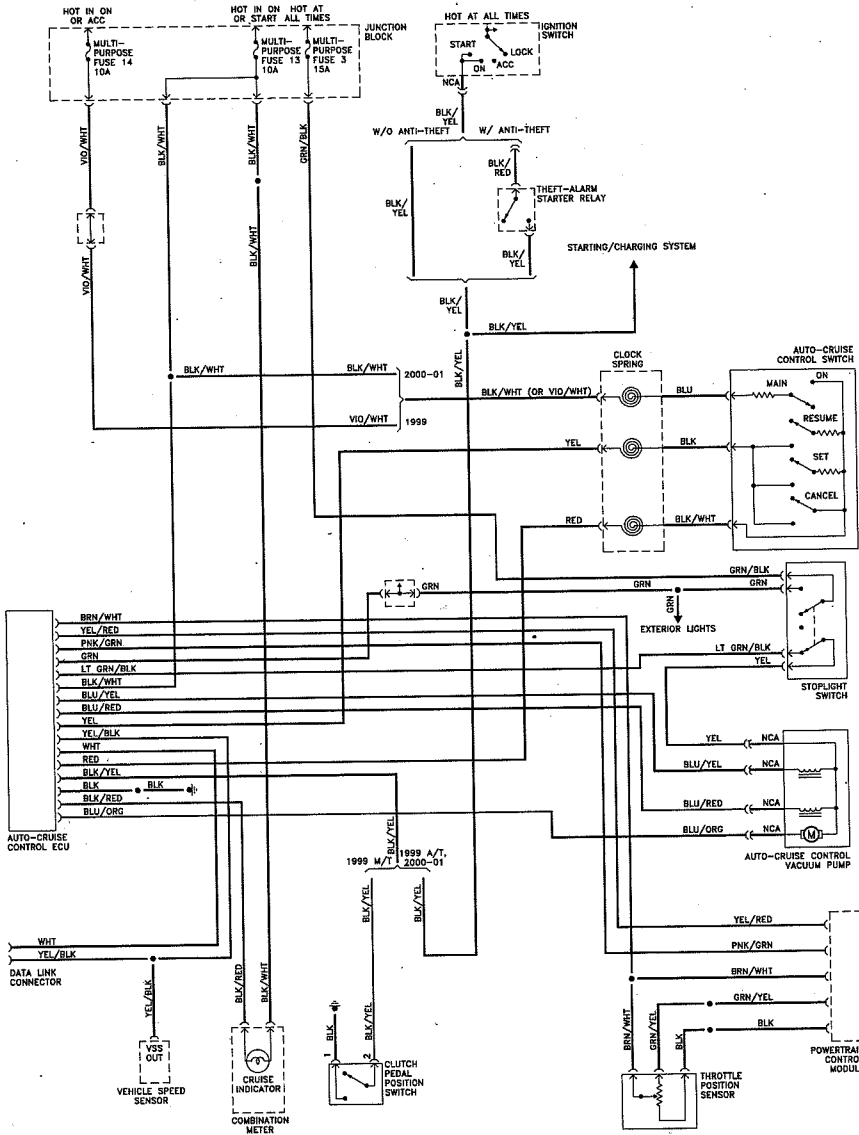 HOT IN ON
OR ACC
HOT IN ON
OR START
HOT AT
ALL TIMES
JUNCTION
BLOCK
MULTI-
PURPOSE
FUSE 14
10A
MULTI-
PURPOSE
FUSE 13
10A
MULTI-
PURPOSE
FUSE 3
15A
HOT AT ALL TIMES
IGNITION
SWITCH
START
LOCK
ON
ACC
NCA
BLK/
YEL
W/O ANTI-THEFT
W/ ANTI-THEFT
VIO/WHT
BLK/WHT
BLK/WHT
GRN/BLK
BLK/
RED
THEFT-ALARM
STARTER RELAY
BLK/
YEL
BLK/
YEL
VIO/WHT
BLK/WHT
STARTING/CHARGING SYSTEM
BLK/
YEL
BLK/YEL
BLK/YEL
AUTO-CRUISE
CONTROL SWITCH
CLOCK
SPRING
BLK/WHT
BLK/WHT
2000-01
BLK/WHT (OR VIO/WHT)
BLU
MAIN
ON
VIO/WHT
1999
RESUME
YEL
BLK
SET
CANCEL
RED
BLK/WHT
GRN/BLK
GRN
GRN
GRN
GRN
EXTERIOR LIGHTS
LT GRN/BLK
YEL
STOPLIGHT
SWITCH
BRN/WHT
YEL/RED
PNK/GRN
GRN
LT GRN/BLK
BLK/WHT
BLU/YEL
BLU/RED
YEL
YEL/BLK
WHT
RED
BLK/YEL
BLK
BLK
BLK/RED
BLU/ORG
AUTO-CRUISE
CONTROL ECU
YEL
NCA
BLU/YEL
NCA
BLU/RED
NCA
BLU/ORG
NCA
M
AUTO-CRUISE CONTROL
VACUUM PUMP
BLK/YEL
1999 M/T
1999 A/T,
2000-01
BLK/YEL
BLK/YEL
WHT
YEL/BLK
DATA LINK
CONNECTOR
YEL/BLK
BLK/RED
BLK/WHT
BLK
BLK/YEL
1
2
VSS
OUT
VEHICLE SPEED
SENSOR
CRUISE
INDICATOR
COMBINATION
METER
CLUTCH
PEDAL
POSITION
SWITCH
YEL/RED
PNK/GRN
BRN/WHT
GRN/YEL
BLK
BRN/WHT
GRN/YEL
BLK
POWERTRA
CONTRO
MODUL
THROTTLE
POSITION
SENSOR